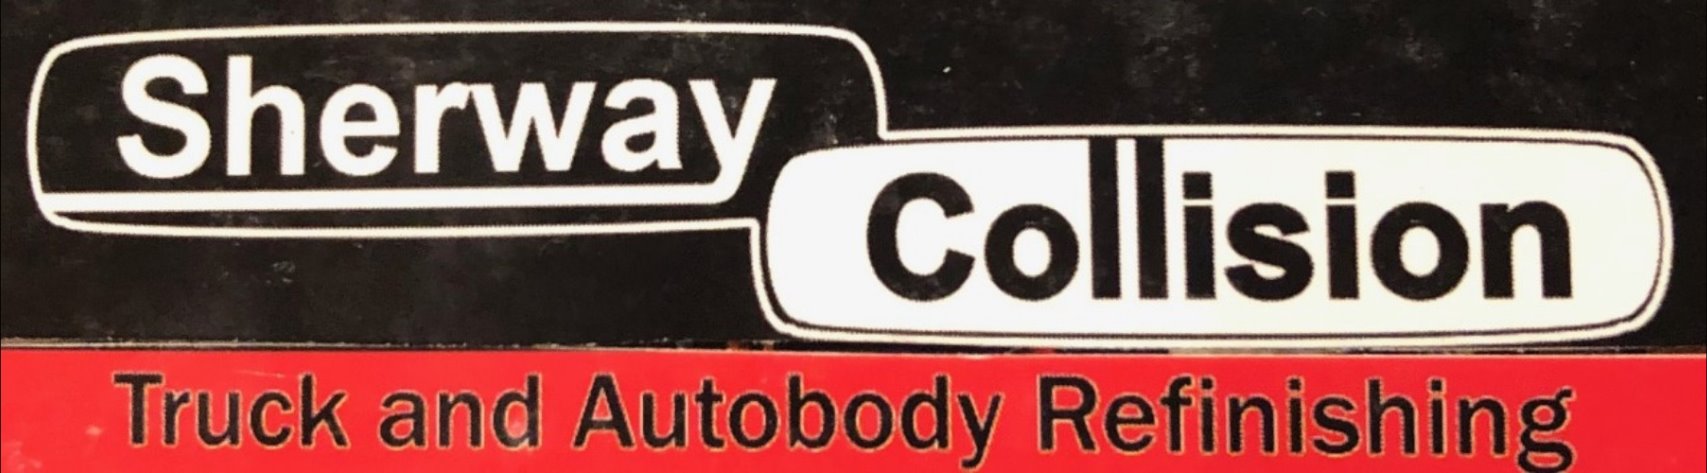 Sherway
Collision
Truck and Autobody Refinishing